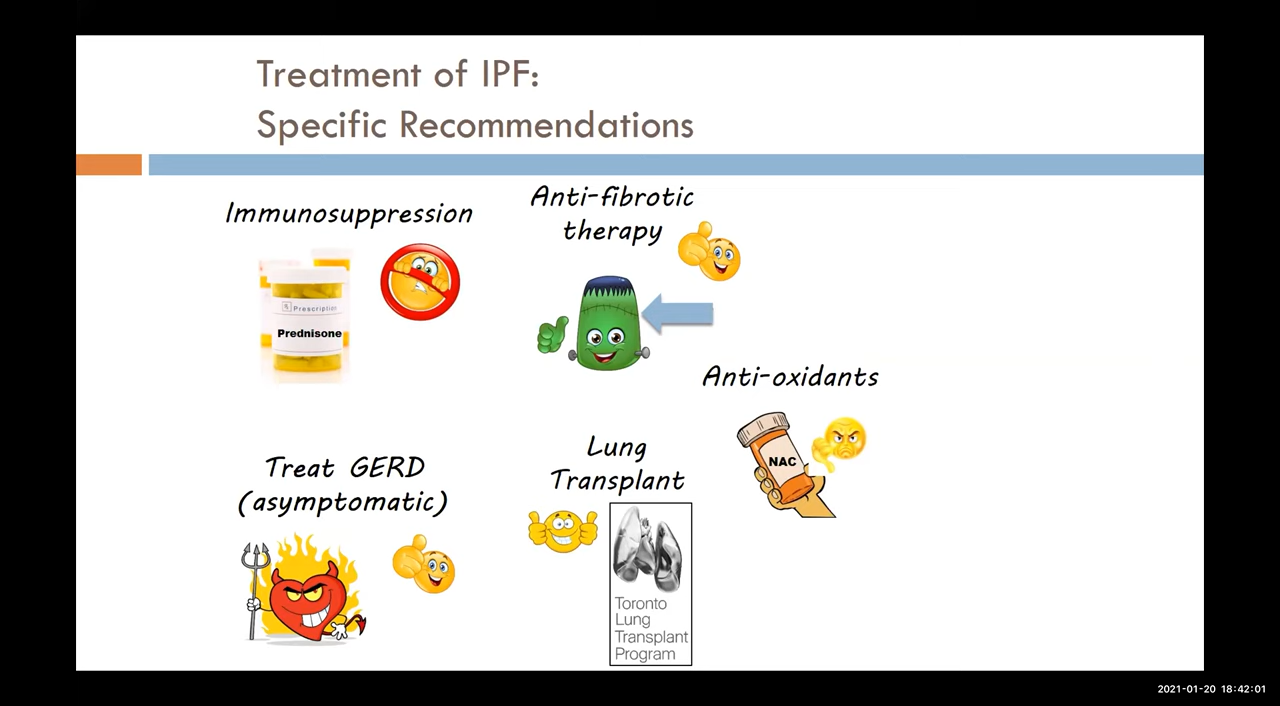 Treatment of IPF:
Specific Recommendations
Immunosuppression
Anti-fibrotic
therapy
Prescription
Prednisone
Anti-oxidants
NAC
Treat GERD
(asymptomatic)
Lung
Transplant
Toronto
Lung
Transplant
Program
2021-01-20 18:42:01